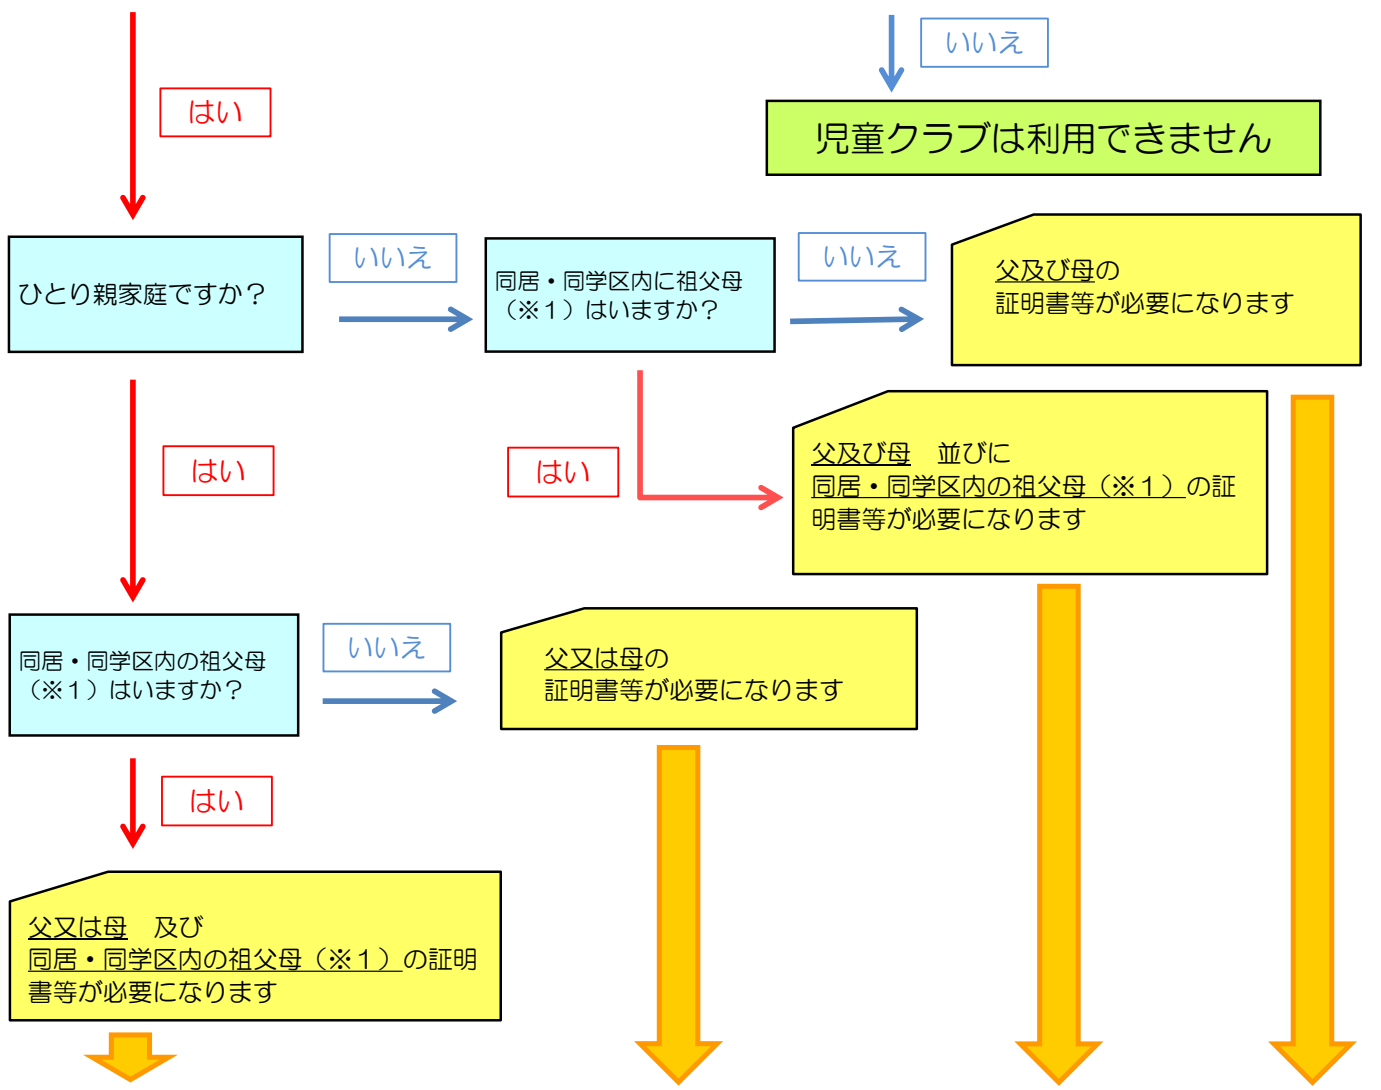 いいえ
はい
児童クラブは利用できません
ひとり親家庭ですか？
いいえ
同居・同学区内に祖父母
（※１）はいますか？
いいえ
父及び母の
証明書等が必要になります
はい
はい
父及び母　並びに
同居・同学区内の祖父母（※１）の証
明書等が必要になります
同居・同学区内の祖父母
（※１）はいますか？
いいえ
父又は母の
証明書等が必要になります
はい
父又は母　及び
同居・同学区内の祖父母（※１）の証明
書等が必要になります